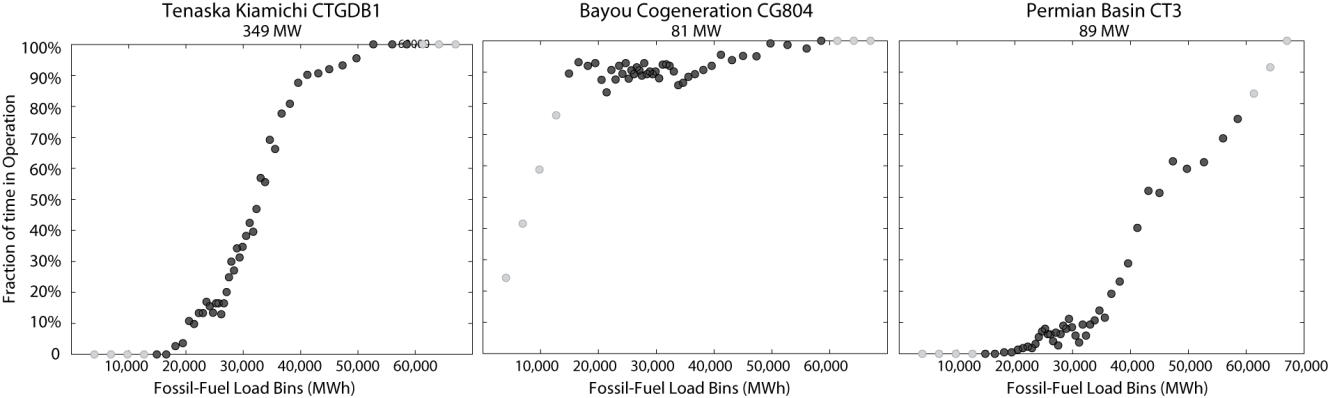 Tenaska Kiamichi CTGDB1
349 MW
Bayou Cogeneration CG804
81 MW
Permian Basin CT3
89 MW
Fraction of time in Operation
100%
90%
80%
70%
60%
50%
40%
30%
20%
10%
0
10,000 20,000 30,000 40,000 50,000 60,000
10,000 20,000 30,000 40,000 50,000 60,000
10,000 20,000 30,000 40,000 50,000 60,000 70,000
Fossil-Fuel Load Bins (MWh)
Fossil-Fuel Load Bins (MWh)
Fossil-Fuel Load Bins (MWh)